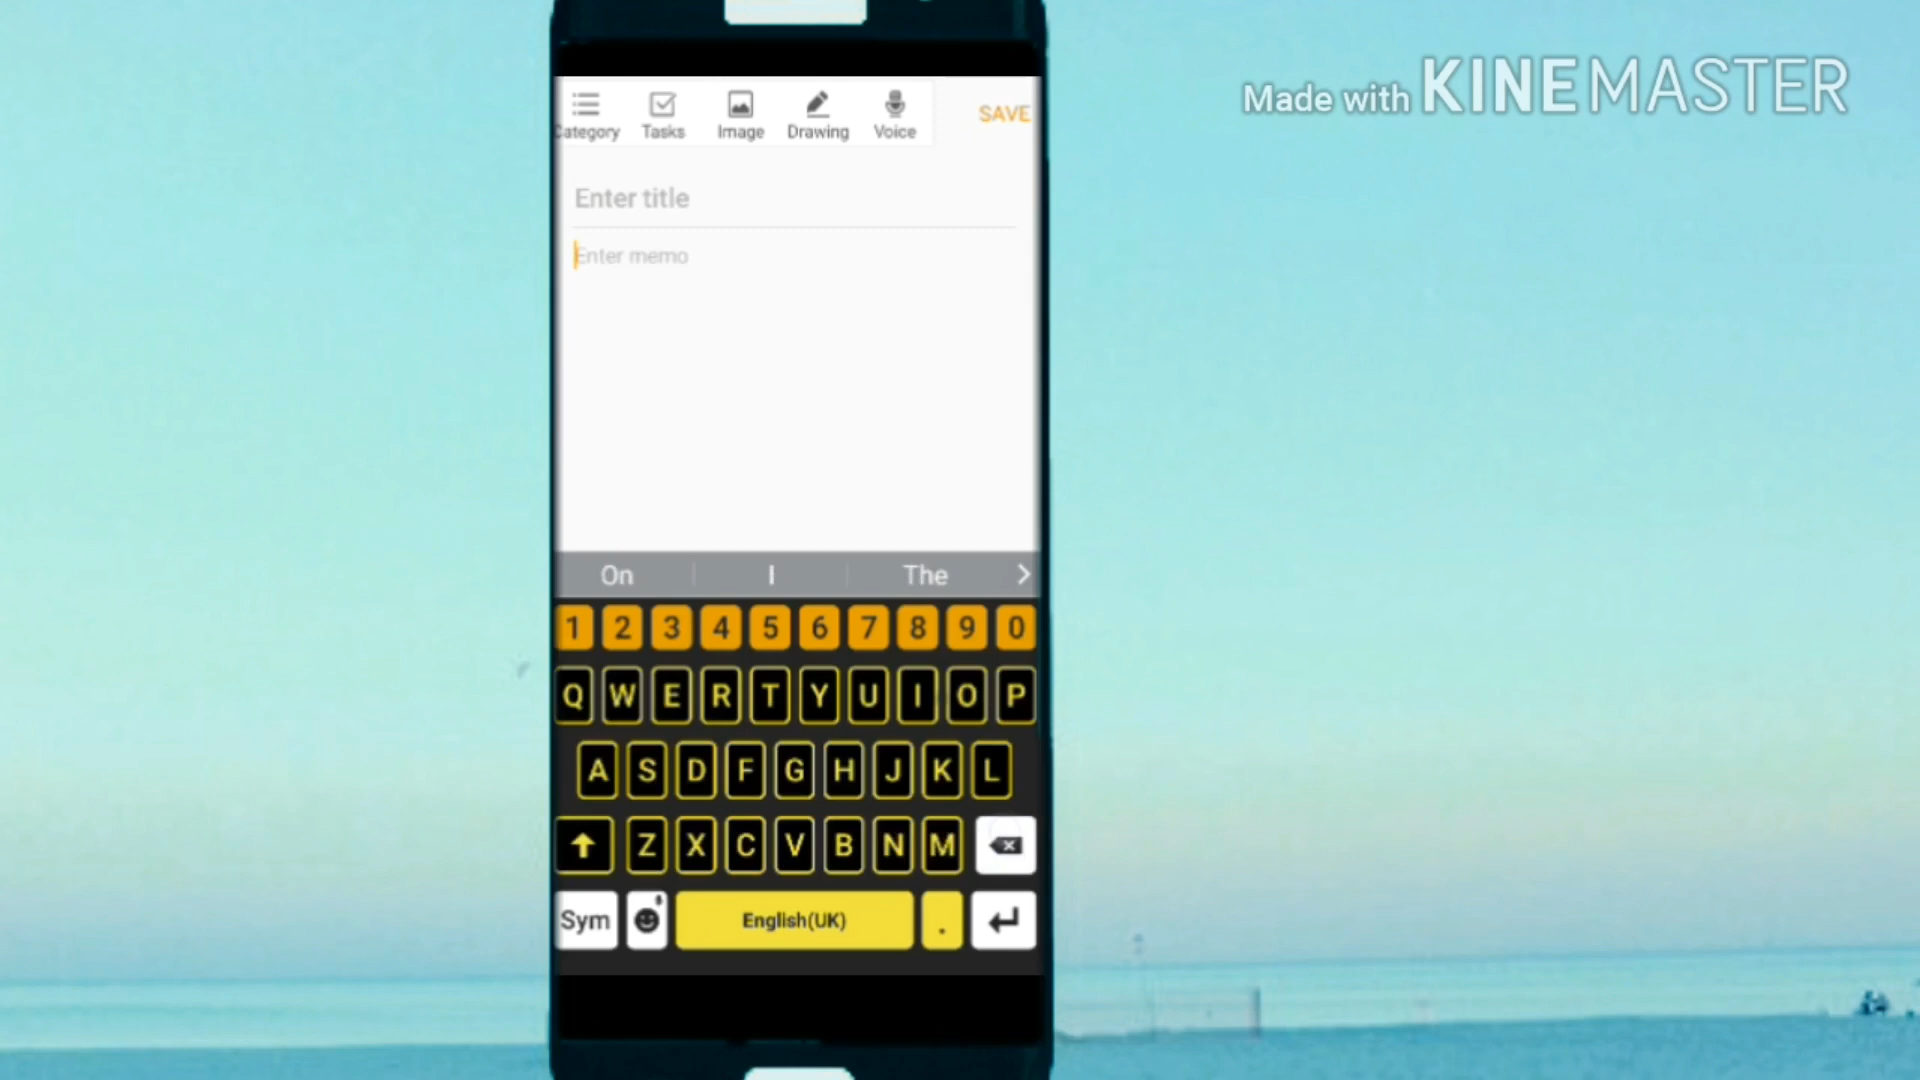 Made with KINEMASTER
Category Tasks Image Drawing Voice SAVE
Enter title
Enter memo
On I The
1 2 3 4 5 6 7 8 9 0
Q W E R T Y U I O P
A S D F G H J K L
Z X C V B N M
Sym English(UK) .